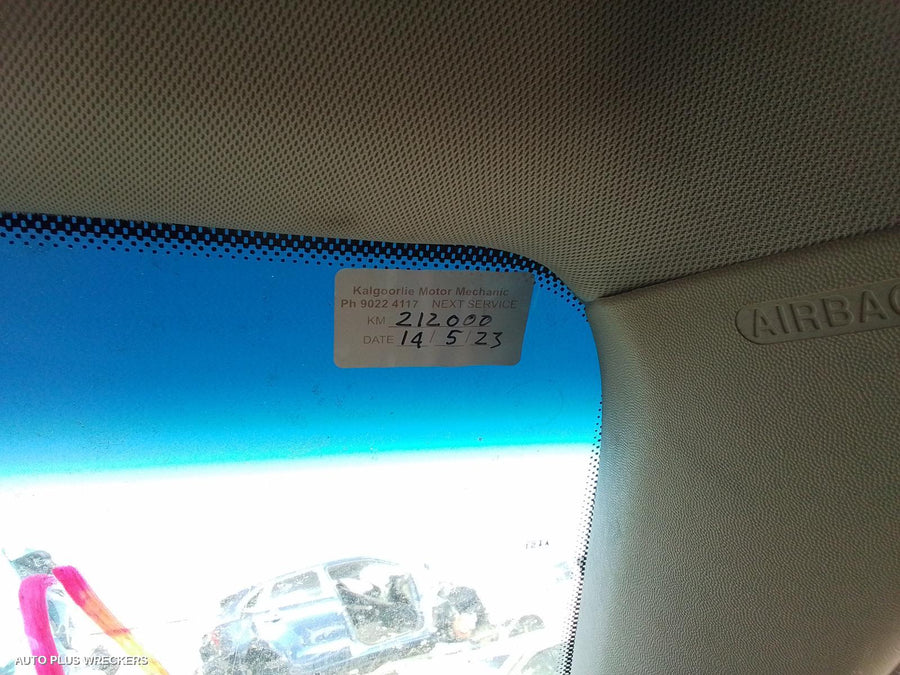 Kalgoorlie Motor Mechanic
Ph 9022 4117 NEXT SERVICE
KM 212000
DATE 14/5/23
AIRBAG
AUTO PLUS WRECKERS